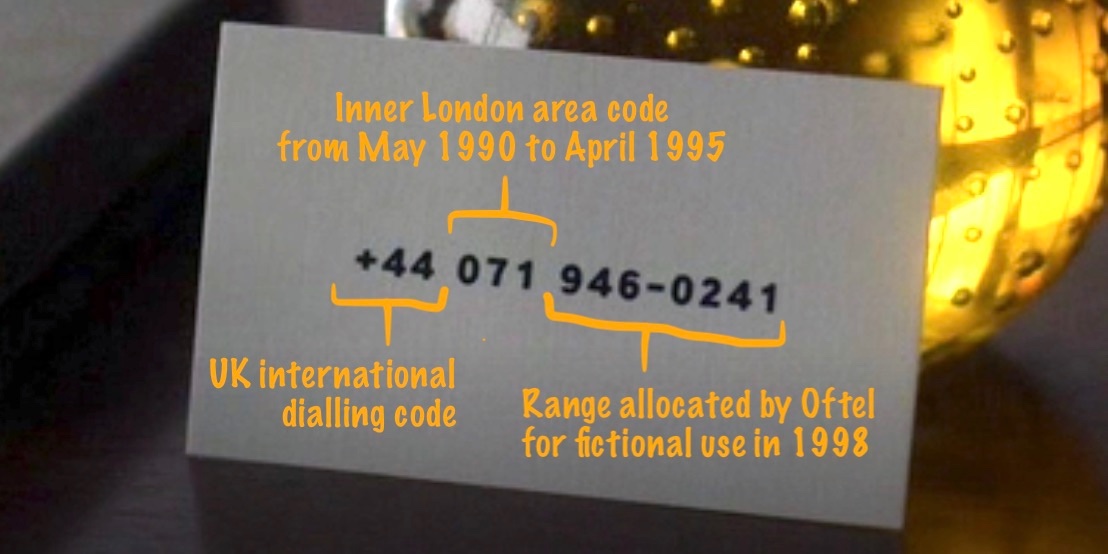 Inner London area code
from May 1990 to April 1995
+44 071 946-0241
UK international
dialling code
Range allocated by Oftel
for fictional use in 1998